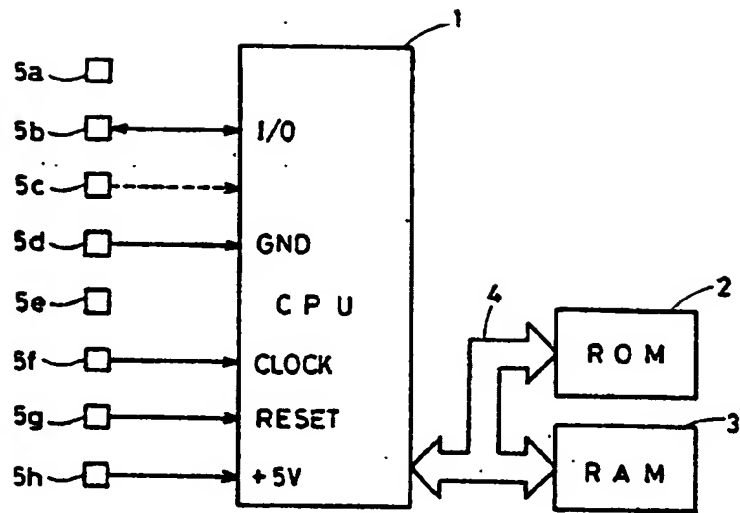 1
5a
5b I/O
5c
5d GND
5e CPU
5f CLOCK
5g RESET
5h +5V
4
2
ROM
3
RAM